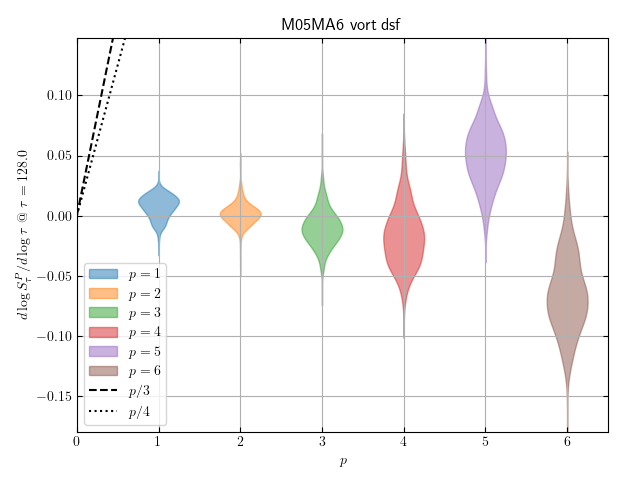 M05MA6 vort dsf
d log S_τ^P / d log τ @ τ = 128.0
0.10
0.05
0.00
−0.05
−0.10
−0.15
p = 1
p = 2
p = 3
p = 4
p = 5
p = 6
p/3
p/4
0 1 2 3 4 5 6
p